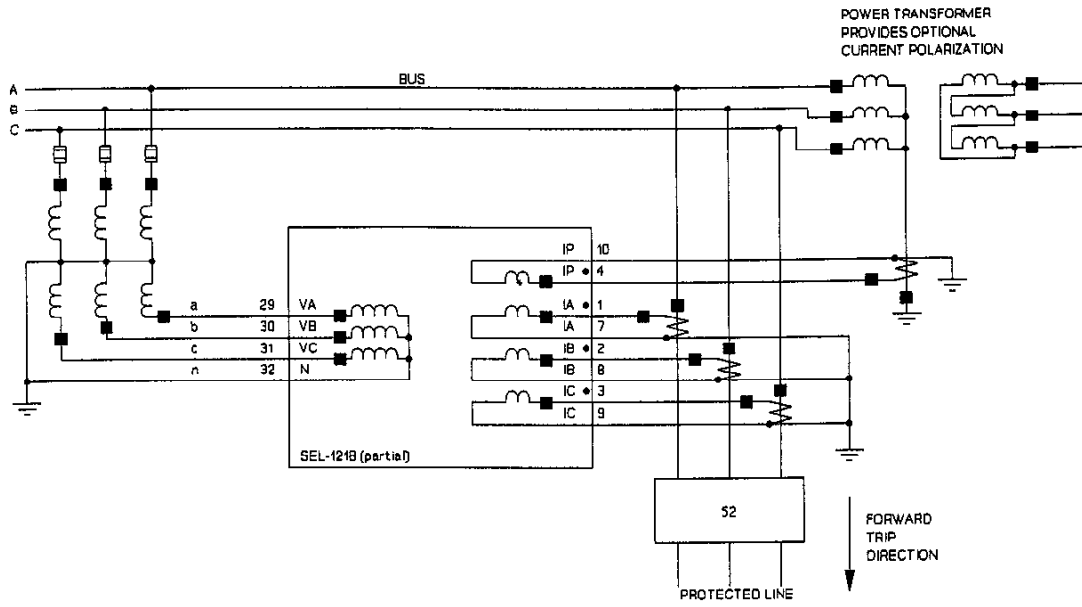 POWER TRANSFORMER
PROVIDES OPTIONAL
CURRENT POLARIZATION
A
BUS
B
C
IP 10
IP 4
a 29 VA
IA 1
b 30 VB
IA 7
c 31 VC
IB 2
n 32 N
IB 8
IC 3
IC 9
SEL-121B (partial)
52
FORWARD
TRIP
DIRECTION
PROTECTED LINE